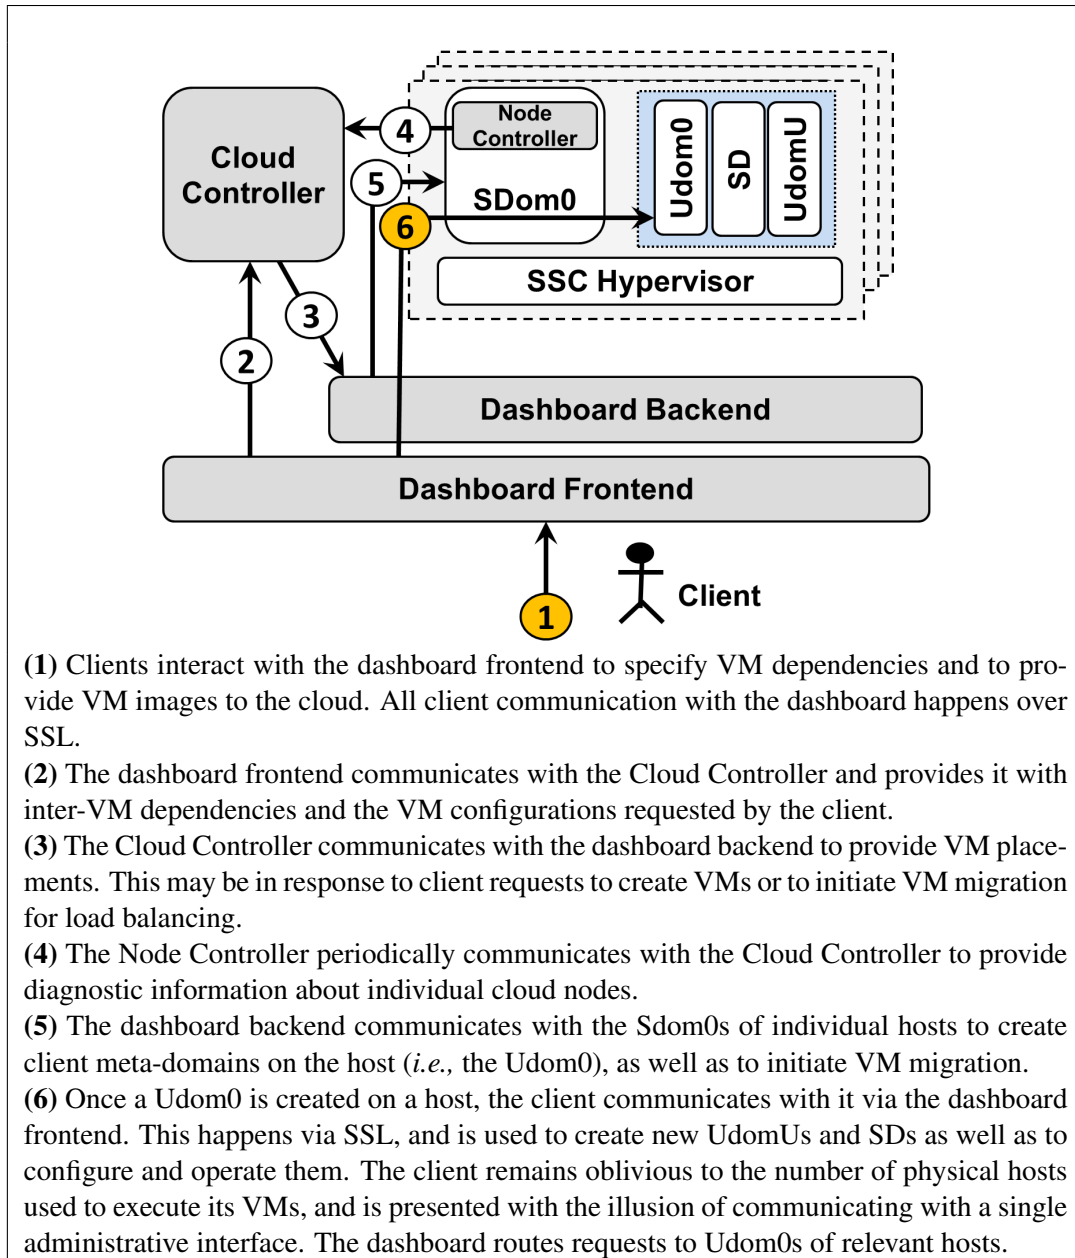 Cloud
Controller
4
Node
Controller
5
SDom0
6
Udom0
SD
UdomU
SSC Hypervisor
3
2
Dashboard Backend
Dashboard Frontend
1
Client
(1) Clients interact with the dashboard frontend to specify VM dependencies and to pro-
vide VM images to the cloud. All client communication with the dashboard happens over
SSL.
(2) The dashboard frontend communicates with the Cloud Controller and provides it with
inter-VM dependencies and the VM configurations requested by the client.
(3) The Cloud Controller communicates with the dashboard backend to provide VM place-
ments. This may be in response to client requests to create VMs or to initiate VM migration
for load balancing.
(4) The Node Controller periodically communicates with the Cloud Controller to provide
diagnostic information about individual cloud nodes.
(5) The dashboard backend communicates with the Sdom0s of individual hosts to create
client meta-domains on the host (i.e., the Udom0), as well as to initiate VM migration.
(6) Once a Udom0 is created on a host, the client communicates with it via the dashboard
frontend. This happens via SSL, and is used to create new UdomUs and SDs as well as to
configure and operate them. The client remains oblivious to the number of physical hosts
used to execute its VMs, and is presented with the illusion of communicating with a single
administrative interface. The dashboard routes requests to Udom0s of relevant hosts.